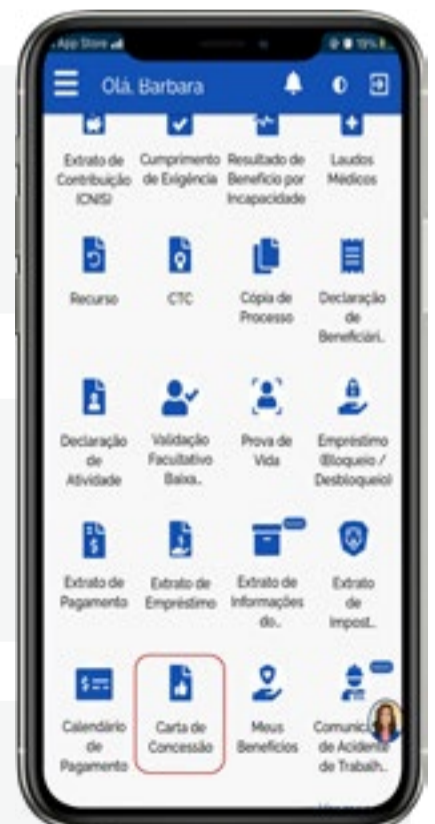 App Store
Olá, Barbara
Extrato de Contribuição (CNIS)
Cumprimento de Exigência
Resultado de Benefício por Incapacidade
Laudos Médicos
Recurso
CTC
Cópia de Processo
Declaração de Beneficiári..
Declaração de Atividade
Validação Facultativo Baixa..
Prova de Vida
Empréstimo (Bloqueio / Desbloqueio)
Extrato de Pagamento
Extrato de Empréstimo
Extrato de Informações do..
Extrato de Impost..
Calendário de Pagamento
Carta de Concessão
Meus Benefícios
de Acidente de Trabalh..